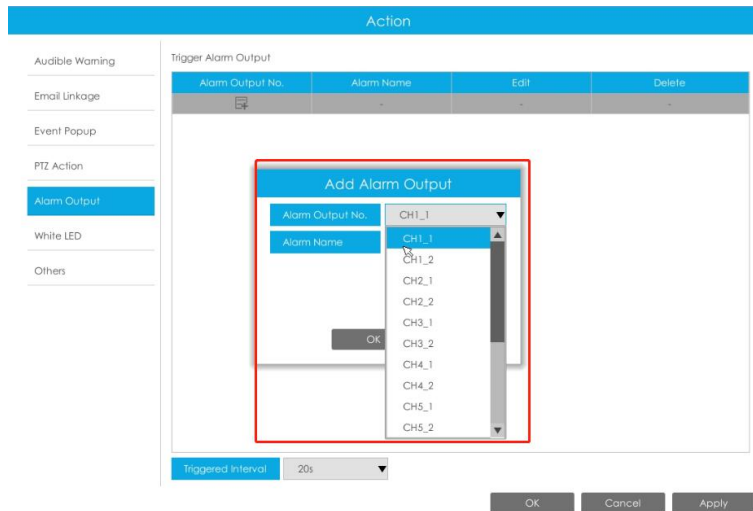 Action
Audible Warning
Email Linkage
Event Popup
PTZ Action
Alarm Output
White LED
Others
Trigger Alarm Output
Alarm Output No. Alarm Name Edit Delete
- - -
Add Alarm Output
Alarm Output No. CH1_1
Alarm Name
CH1_1
CH1_2
CH2_1
CH2_2
CH3_1
CH3_2
CH4_1
CH4_2
CH5_1
CH5_2
OK
Triggered Interval 20s
OK Cancel Apply